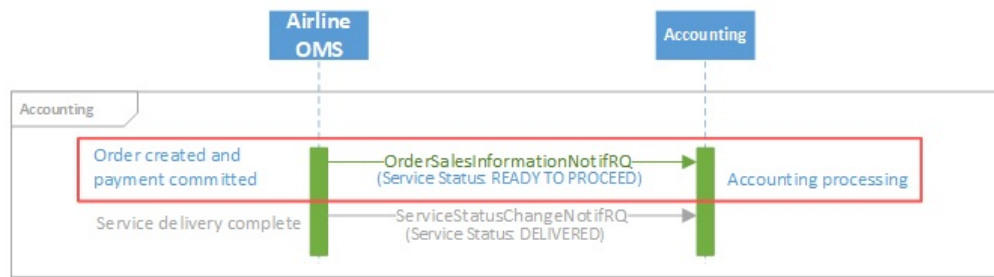 Airline
OMS
Accounting
Accounting
Order created and
payment committed
OrderSalesInformationNotifRQ
(Service Status: READY TO PROCEED)
Accounting processing
Service delivery complete
ServiceStatusChangeNotifRQ
(Service Status: DELIVERED)